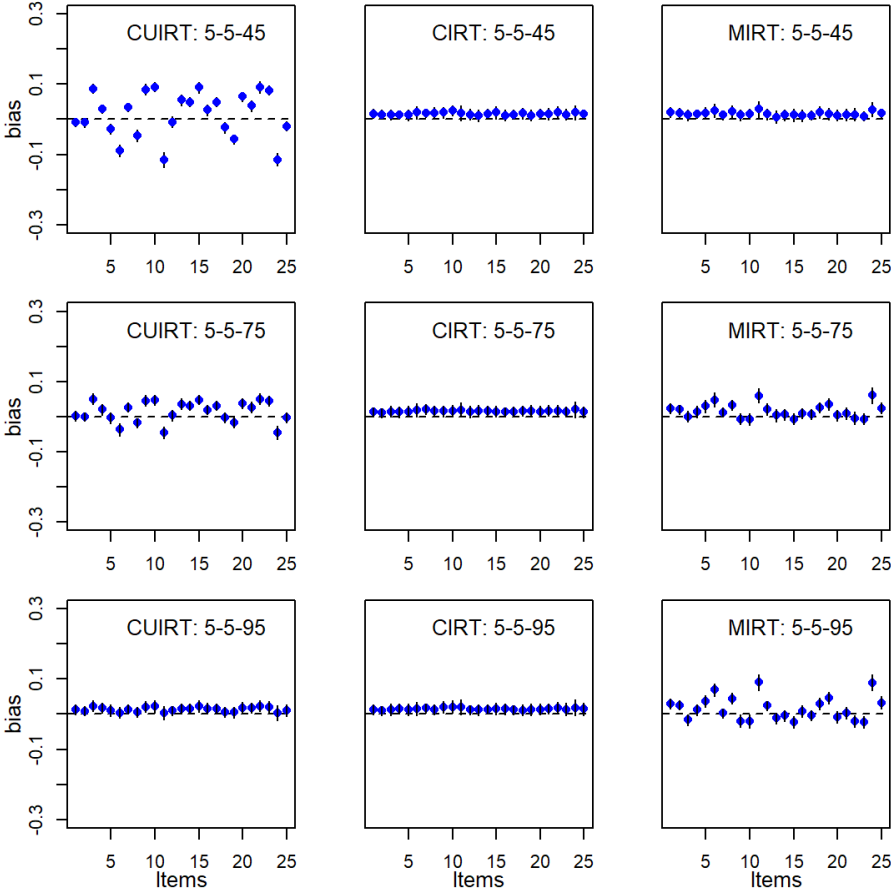 CUIRT: 5-5-45
CIRT: 5-5-45
MIRT: 5-5-45
bias
0.3
0.1
-0.1
-0.3
5 10 15 20 25
5 10 15 20 25
5 10 15 20 25
CUIRT: 5-5-75
CIRT: 5-5-75
MIRT: 5-5-75
bias
0.3
0.1
-0.1
-0.3
5 10 15 20 25
5 10 15 20 25
5 10 15 20 25
CUIRT: 5-5-95
CIRT: 5-5-95
MIRT: 5-5-95
bias
0.3
0.1
-0.1
-0.3
5 10 15 20 25
5 10 15 20 25
5 10 15 20 25
Items
Items
Items